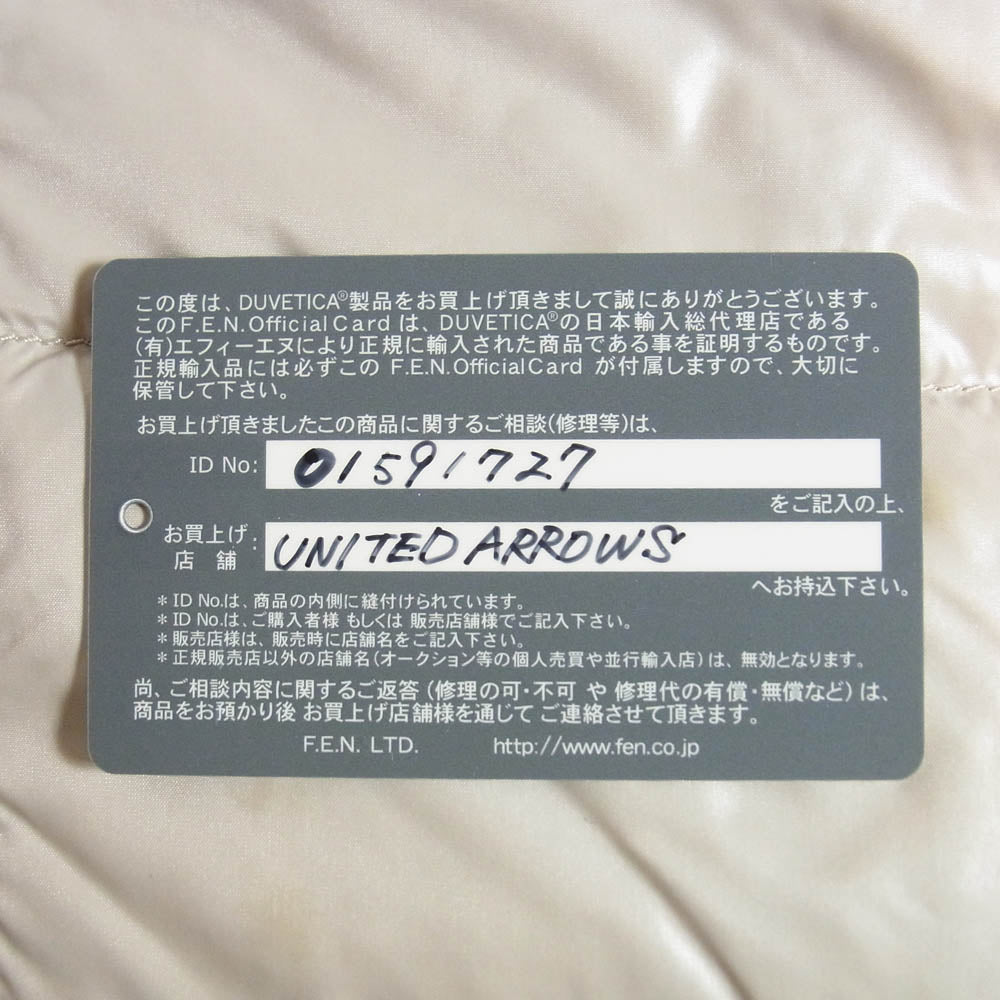 この度は、DUVETICA®製品をお買上げ頂きまして誠にありがとうございます。
このF.E.N.OfficialCardは、DUVETICA®の日本輸入総代理店である
(有)エフィーエヌにより正規に輸入された商品である事を証明するものです。
正規輸入品には必ずこの F.E.N.OfficialCard が付属しますので、大切に
保管して下さい。
お買上げ頂きましたこの商品に関するご相談(修理等)は、
ID No: 01591727
をご記入の上、
お買上げ店舗: UNITED ARROWS
へお持込下さい。
＊ID No.は、商品の内側に縫付けられています。
＊ID No.は、ご購入者様 もしくは 販売店舗様でご記入下さい。
＊販売店様は、販売時に店舗名をご記入下さい。
＊正規販売店以外の店舗名(オークション等の個人売買や並行輸入店)は、無効となります。
尚、ご相談内容に関するご返答(修理の可・不可 や 修理代の有償・無償など)は、
商品をお預かり後 お買上げ店舗様を通じて ご連絡させて頂きます。
F.E.N. LTD. http://www.fen.co.jp